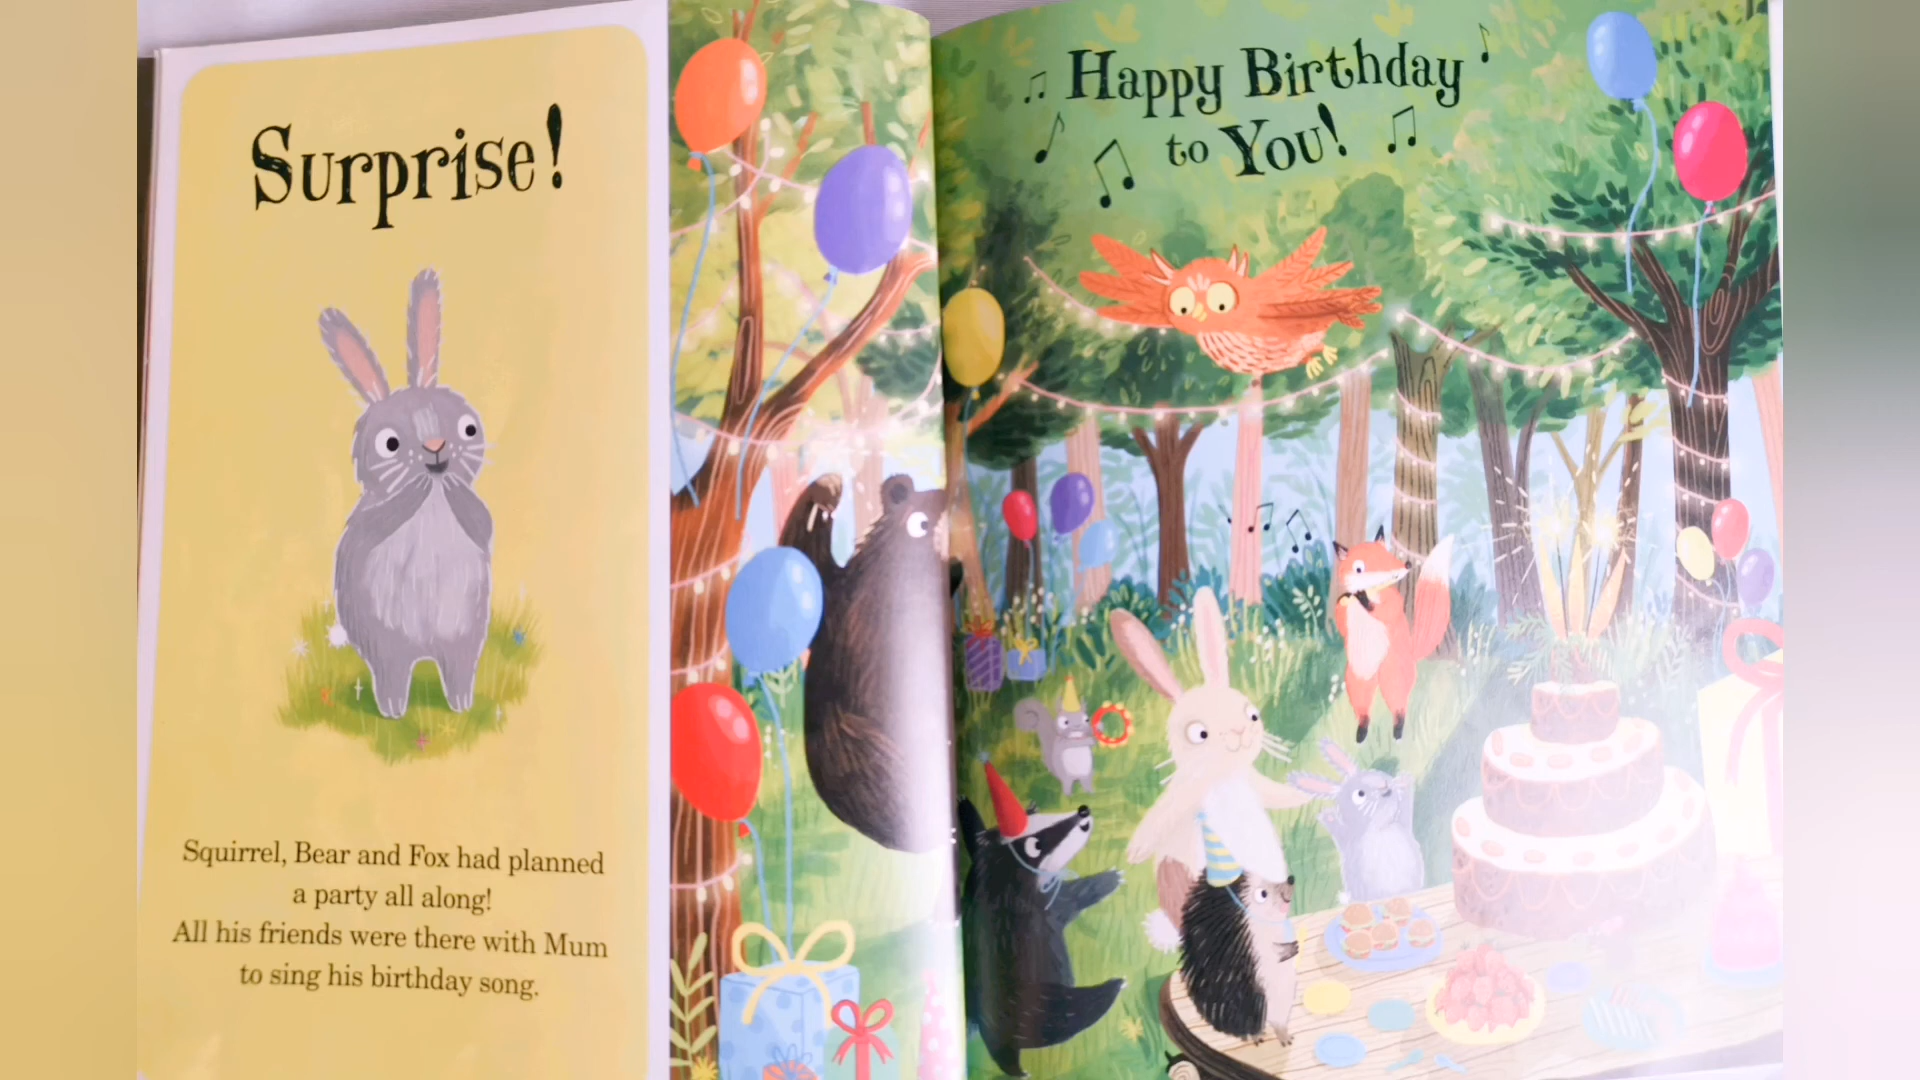 Surprise!
Squirrel, Bear and Fox had planned
a party all along!
All his friends were there with Mum
to sing his birthday song.
Happy Birthday
to You!